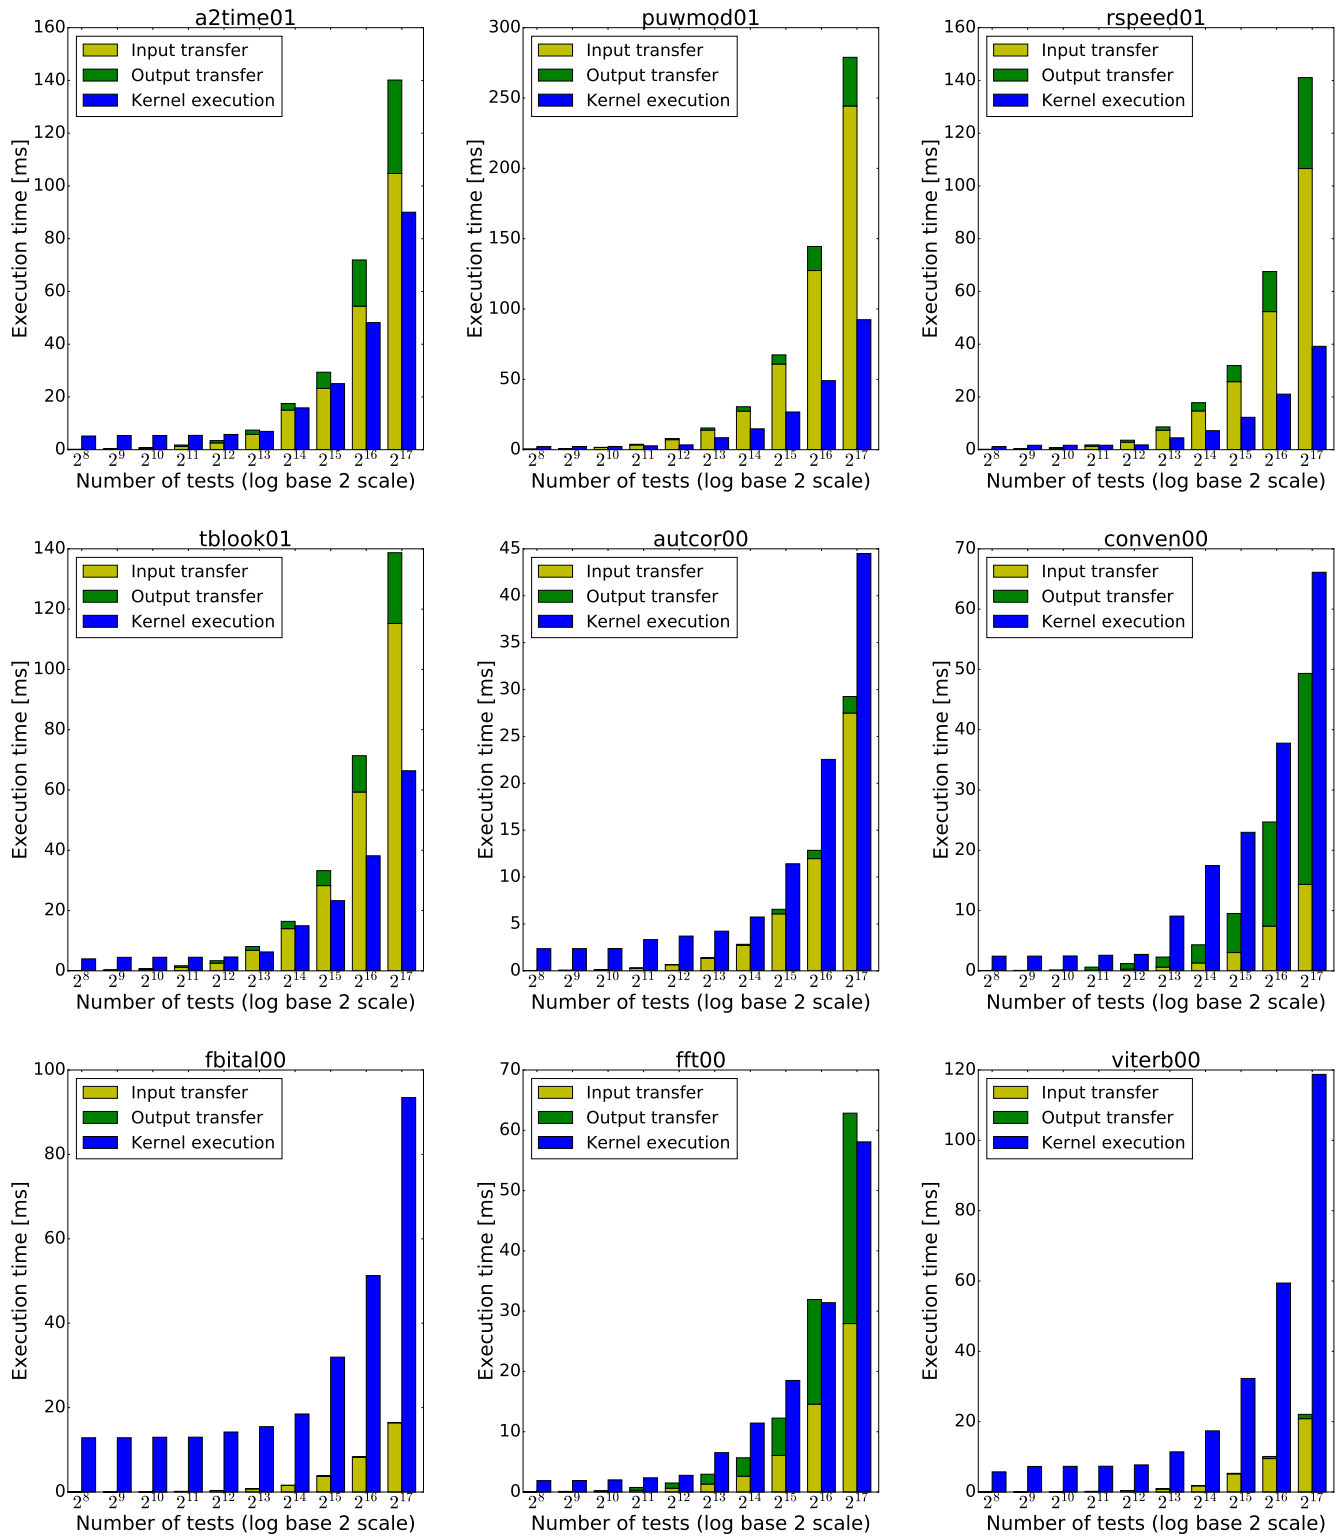 a2time01
Execution time [ms]
160
140
120
100
80
60
40
20
0
Input transfer
Output transfer
Kernel execution
2^8 2^9 2^10 2^11 2^12 2^13 2^14 2^15 2^16 2^17
Number of tests (log base 2 scale)
puwmod01
Execution time [ms]
300
250
200
150
100
50
0
Input transfer
Output transfer
Kernel execution
2^8 2^9 2^10 2^11 2^12 2^13 2^14 2^15 2^16 2^17
Number of tests (log base 2 scale)
rspeed01
Execution time [ms]
160
140
120
100
80
60
40
20
0
Input transfer
Output transfer
Kernel execution
2^8 2^9 2^10 2^11 2^12 2^13 2^14 2^15 2^16 2^17
Number of tests (log base 2 scale)
tblook01
Execution time [ms]
140
120
100
80
60
40
20
0
Input transfer
Output transfer
Kernel execution
2^8 2^9 2^10 2^11 2^12 2^13 2^14 2^15 2^16 2^17
Number of tests (log base 2 scale)
autcor00
Execution time [ms]
45
40
35
30
25
20
15
10
5
0
Input transfer
Output transfer
Kernel execution
2^8 2^9 2^10 2^11 2^12 2^13 2^14 2^15 2^16 2^17
Number of tests (log base 2 scale)
conven00
Execution time [ms]
70
60
50
40
30
20
10
0
Input transfer
Output transfer
Kernel execution
2^8 2^9 2^10 2^11 2^12 2^13 2^14 2^15 2^16 2^17
Number of tests (log base 2 scale)
fbital00
Execution time [ms]
100
80
60
40
20
0
Input transfer
Output transfer
Kernel execution
2^8 2^9 2^10 2^11 2^12 2^13 2^14 2^15 2^16 2^17
Number of tests (log base 2 scale)
fft00
Execution time [ms]
70
60
50
40
30
20
10
0
Input transfer
Output transfer
Kernel execution
2^8 2^9 2^10 2^11 2^12 2^13 2^14 2^15 2^16 2^17
Number of tests (log base 2 scale)
viterb00
Execution time [ms]
120
100
80
60
40
20
0
Input transfer
Output transfer
Kernel execution
2^8 2^9 2^10 2^11 2^12 2^13 2^14 2^15 2^16 2^17
Number of tests (log base 2 scale)